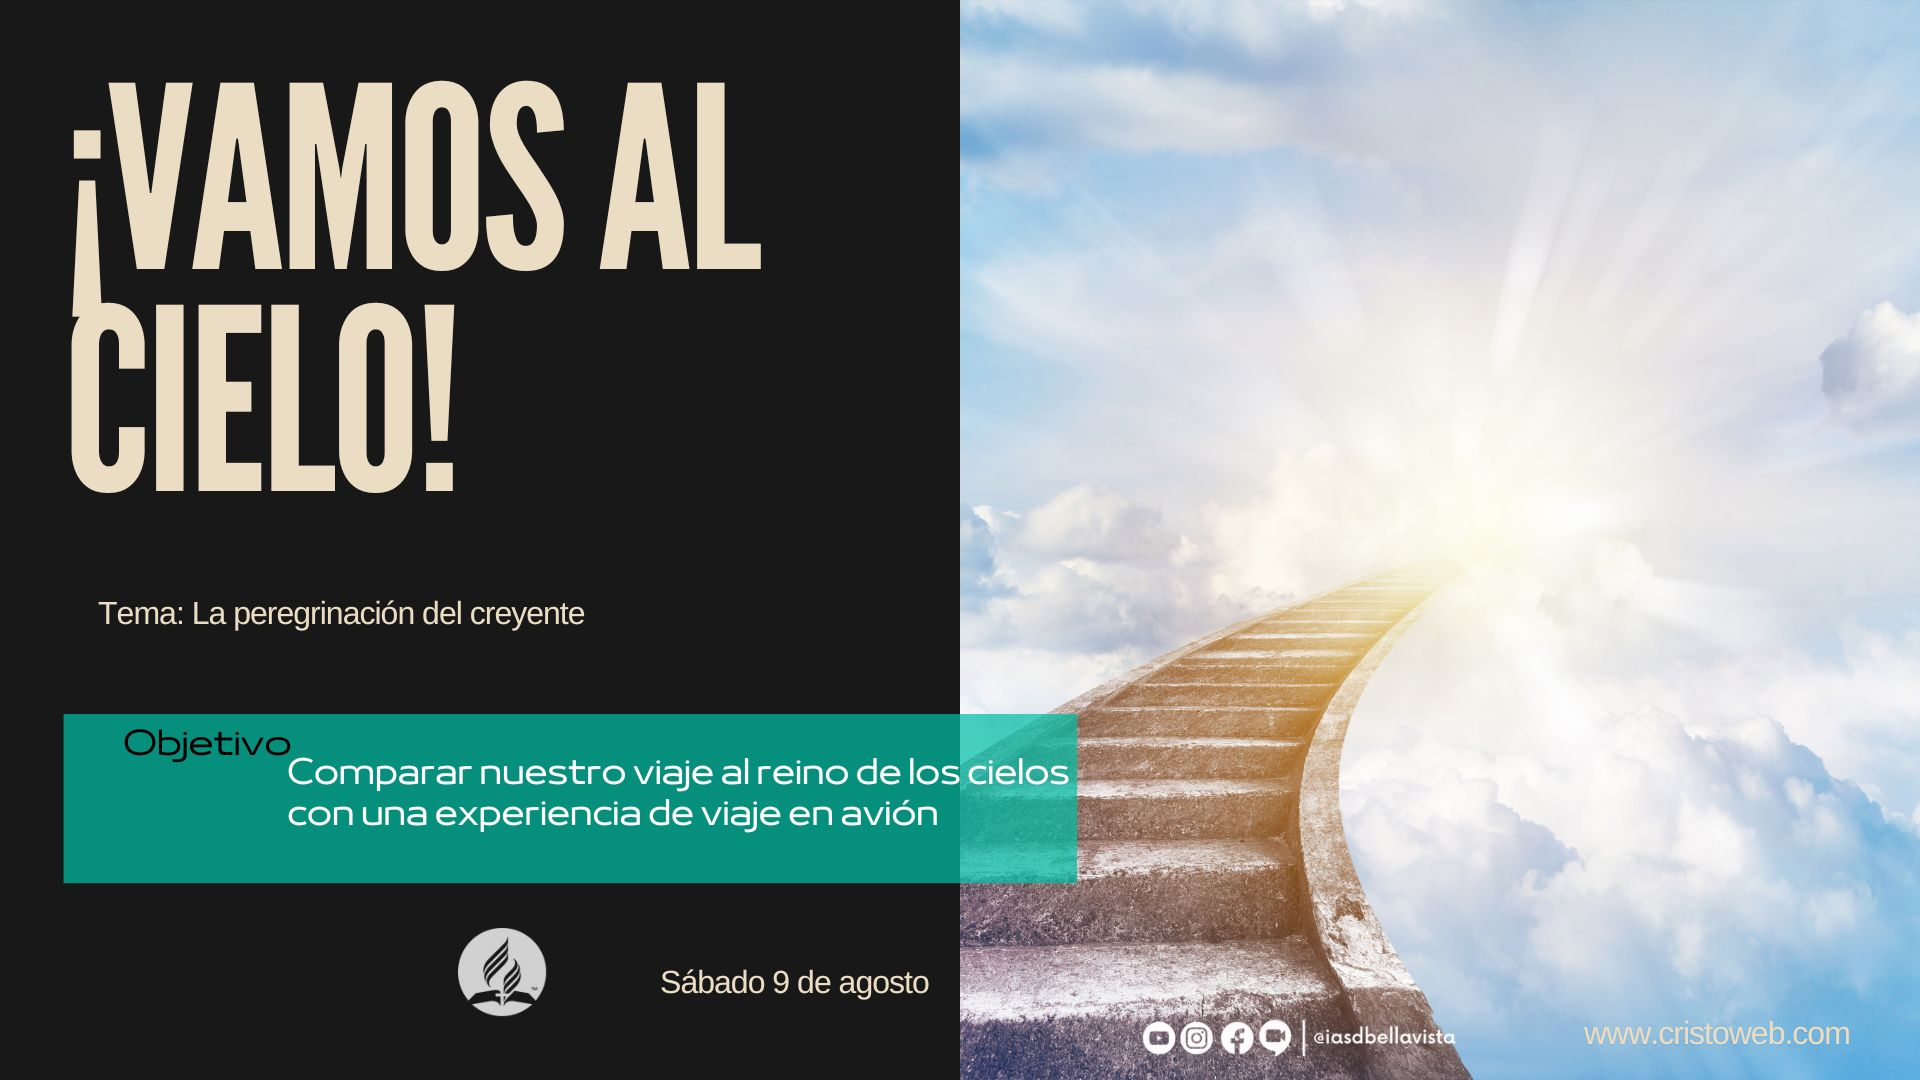 ¡VAMOS AL
CIELO!
Tema: La peregrinación del creyente
Objetivo
Comparar nuestro viaje al reino de los cielos
con una experiencia de viaje en avión
Sábado 9 de agosto
@iasdbellavista
www.cristoweb.com